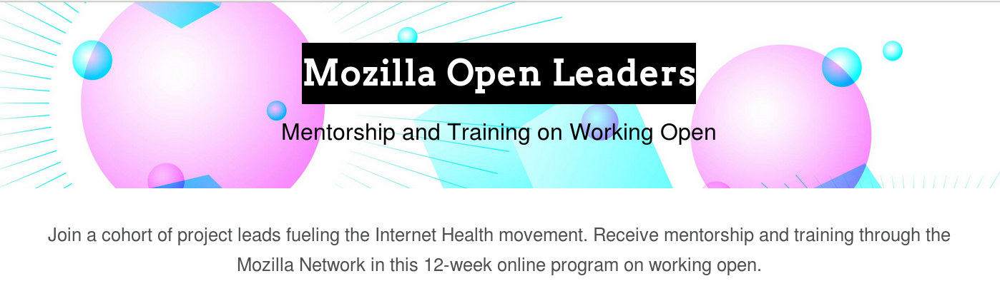 Mozilla Open Leaders
Mentorship and Training on Working Open
Join a cohort of project leads fueling the Internet Health movement. Receive mentorship and training through the
Mozilla Network in this 12-week online program on working open.